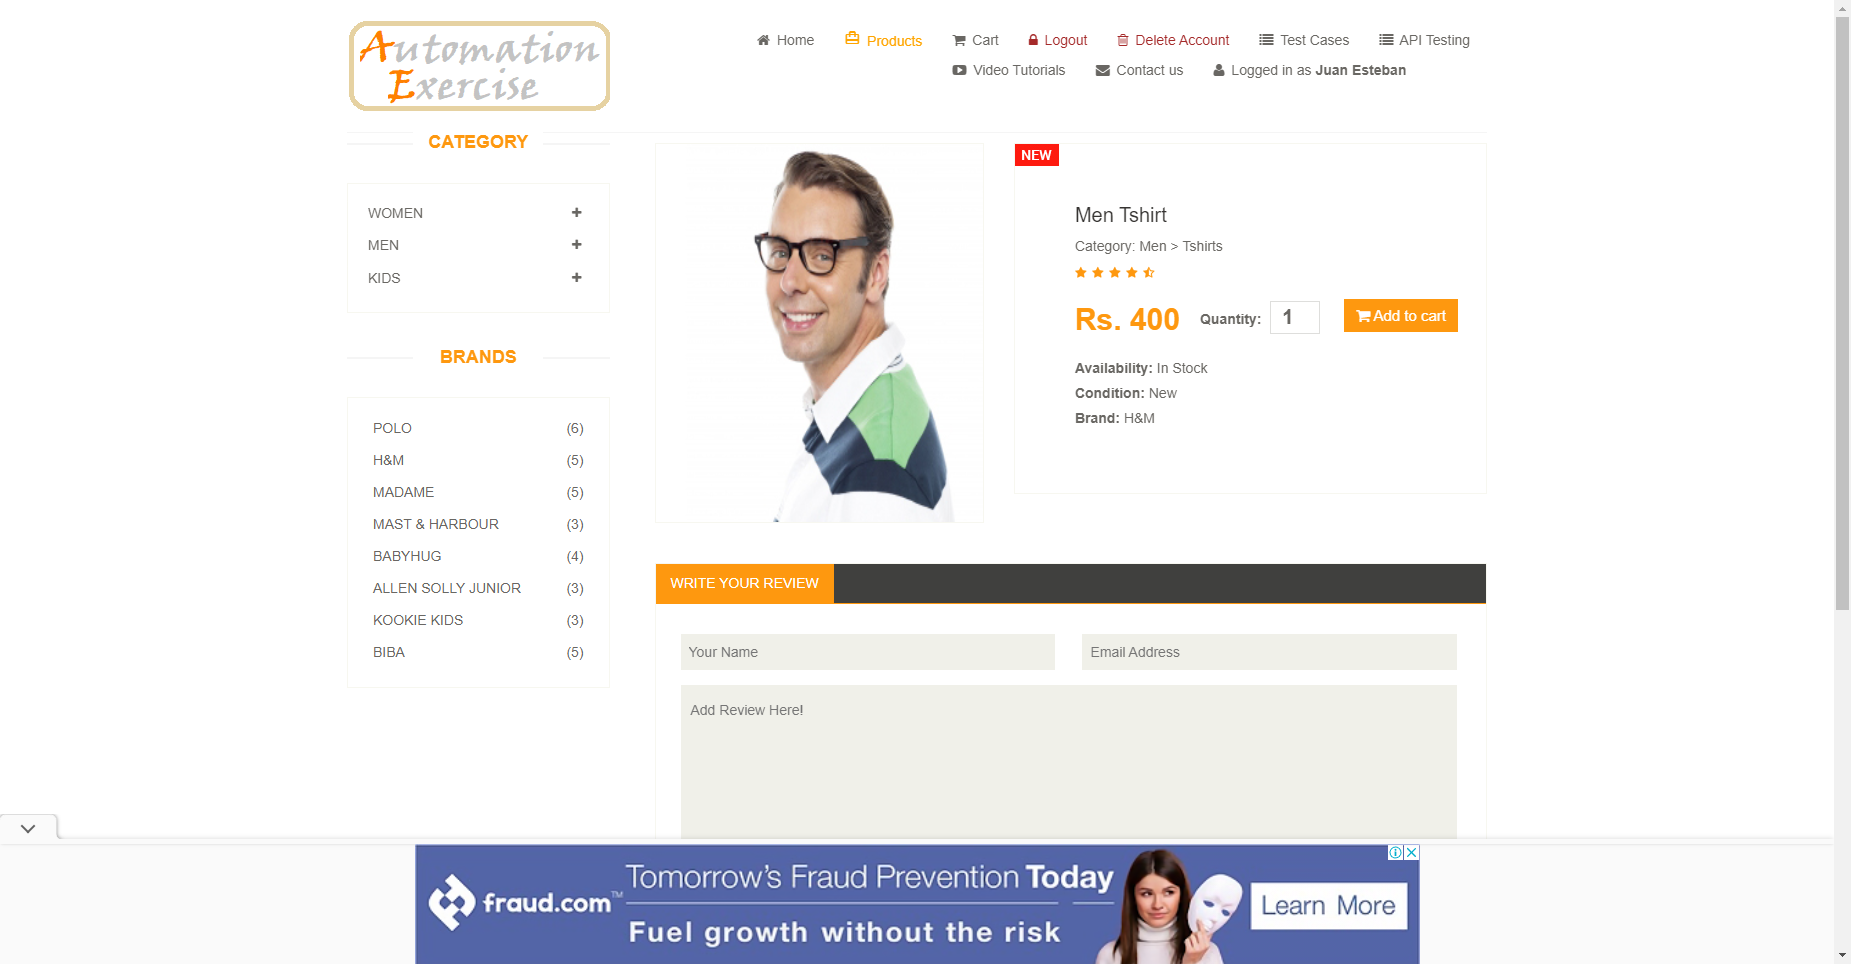 Automation
Exercise
Home
Products
Cart
Logout
Delete Account
Test Cases
API Testing
Video Tutorials
Contact us
Logged in as Juan Esteban
CATEGORY
WOMEN
MEN
KIDS
BRANDS
POLO (6)
H&M (5)
MADAME (5)
MAST & HARBOUR (3)
BABYHUG (4)
ALLEN SOLLY JUNIOR (3)
KOOKIE KIDS (3)
BIBA (5)
NEW
Men Tshirt
Category: Men > Tshirts
Rs. 400
Quantity: 1
Add to cart
Availability: In Stock
Condition: New
Brand: H&M
WRITE YOUR REVIEW
Your Name
Email Address
Add Review Here!
fraud.com™
Tomorrow's Fraud Prevention Today
Fuel growth without the risk
Learn More